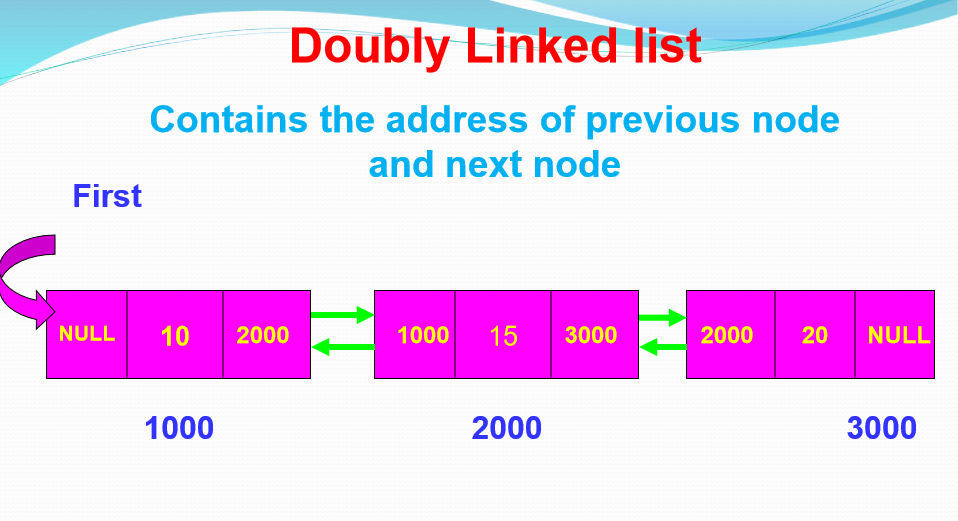 Doubly Linked list
Contains the address of previous node
and next node
First
NULL 10 2000 1000 15 3000 2000 20 NULL
1000 2000 3000